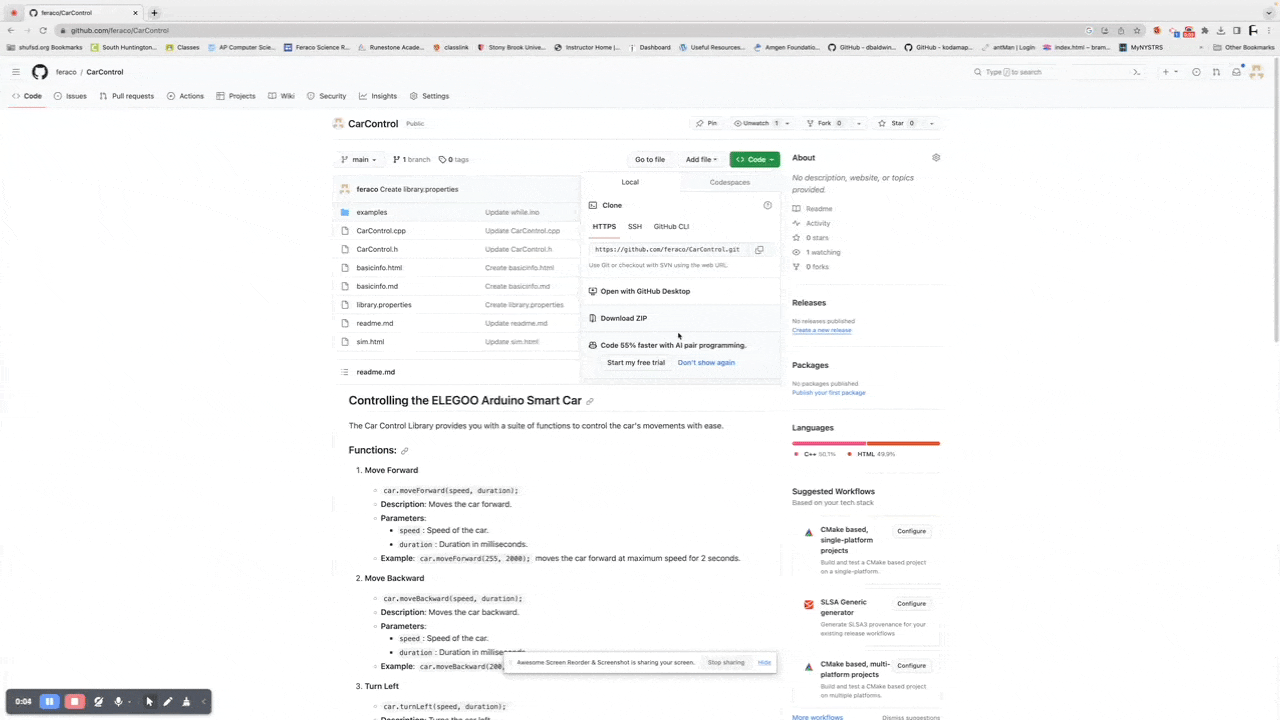 feraco/CarControl
github.com/feraco/CarControl
shufsd.org Bookmarks South Huntington... Classes AP Computer Scie... Feraco Science R... Runestone Academ... classlink Stony Brook Univer... Instructor Home |... Dashboard Useful Resources... Amgen Foundatio... GitHub - dbaldwin... GitHub - kodamap... antMan | Login index.html - bram... MyNYSTRS Other Bookmarks
feraco / CarControl Type / to search
Code Issues Pull requests Actions Projects Wiki Security Insights Settings
CarControl Public Pin Unwatch 1 Fork 0 Star 0
main 1 branch 0 tags Go to file Add file Code
feraco Create library.properties
examples Update while.ino
CarControl.cpp Update CarControl.cpp
CarControl.h Update CarControl.h
basicinfo.html Create basicinfo.html
basicinfo.md Create basicinfo.md
library.properties Create library.properties
readme.md Update readme.md
sim.html Update sim.html
Local Codespaces
Clone
HTTPS SSH GitHub CLI
https://github.com/feraco/CarControl.git
Use Git or checkout with SVN using the web URL.
Open with GitHub Desktop
Download ZIP
Code 55% faster with AI pair programming.
Start my free trial Don't show again
readme.md
Controlling the ELEGOO Arduino Smart Car
The Car Control Library provides you with a suite of functions to control the car's movements with ease.
Functions:
1. Move Forward
car.moveForward(speed, duration);
Description: Moves the car forward.
Parameters:
speed : Speed of the car.
duration : Duration in milliseconds.
Example: car.moveForward(255, 2000); moves the car forward at maximum speed for 2 seconds.
2. Move Backward
car.moveBackward(speed, duration);
Description: Moves the car backward.
Parameters:
speed : Speed of the car.
duration : Duration in milliseconds.
Example: car.moveBackward(200,
3. Turn Left
car.turnLeft(speed, duration);
Description: Turns the car left
About
No description, website, or topics
provided.
Readme
Activity
0 stars
1 watching
0 forks
Releases
No releases published
Create a new release
Packages
No packages published
Publish your first package
Languages
C++ 50.1% HTML 49.9%
Suggested Workflows
Based on your tech stack
CMake based,
single-platform
projects
Configure
Build and test a CMake based project
on a single-platform.
SLSA Generic
generator
Configure
Generate SLSA3 provenance for your
existing release workflows
CMake based, multi-
platform projects
Configure
Build and test a CMake based project
on multiple platforms.
More workflows Dismiss suggestions
Awesome Screen Reorder & Screenshot is sharing your screen. Stop sharing Hide
0:04